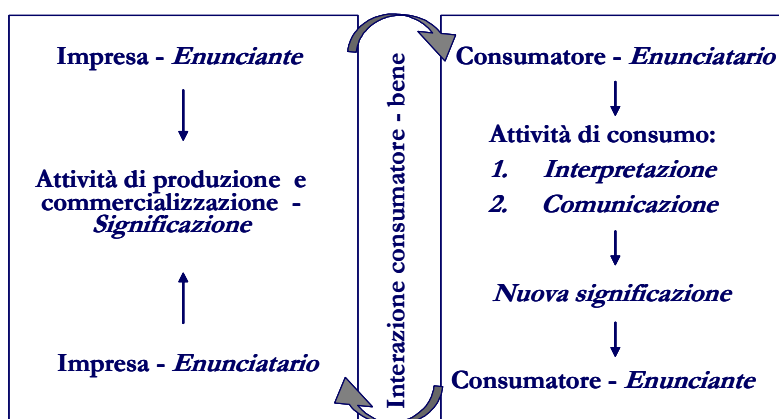 Impresa - Enunciante
Attività di produzione e
commercializzazione -
Significazione
Impresa - Enunciatario
Interazione consumatore - bene
Consumatore - Enunciatario
Attività di consumo:
1. Interpretazione
2. Comunicazione
Nuova significazione
Consumatore - Enunciante